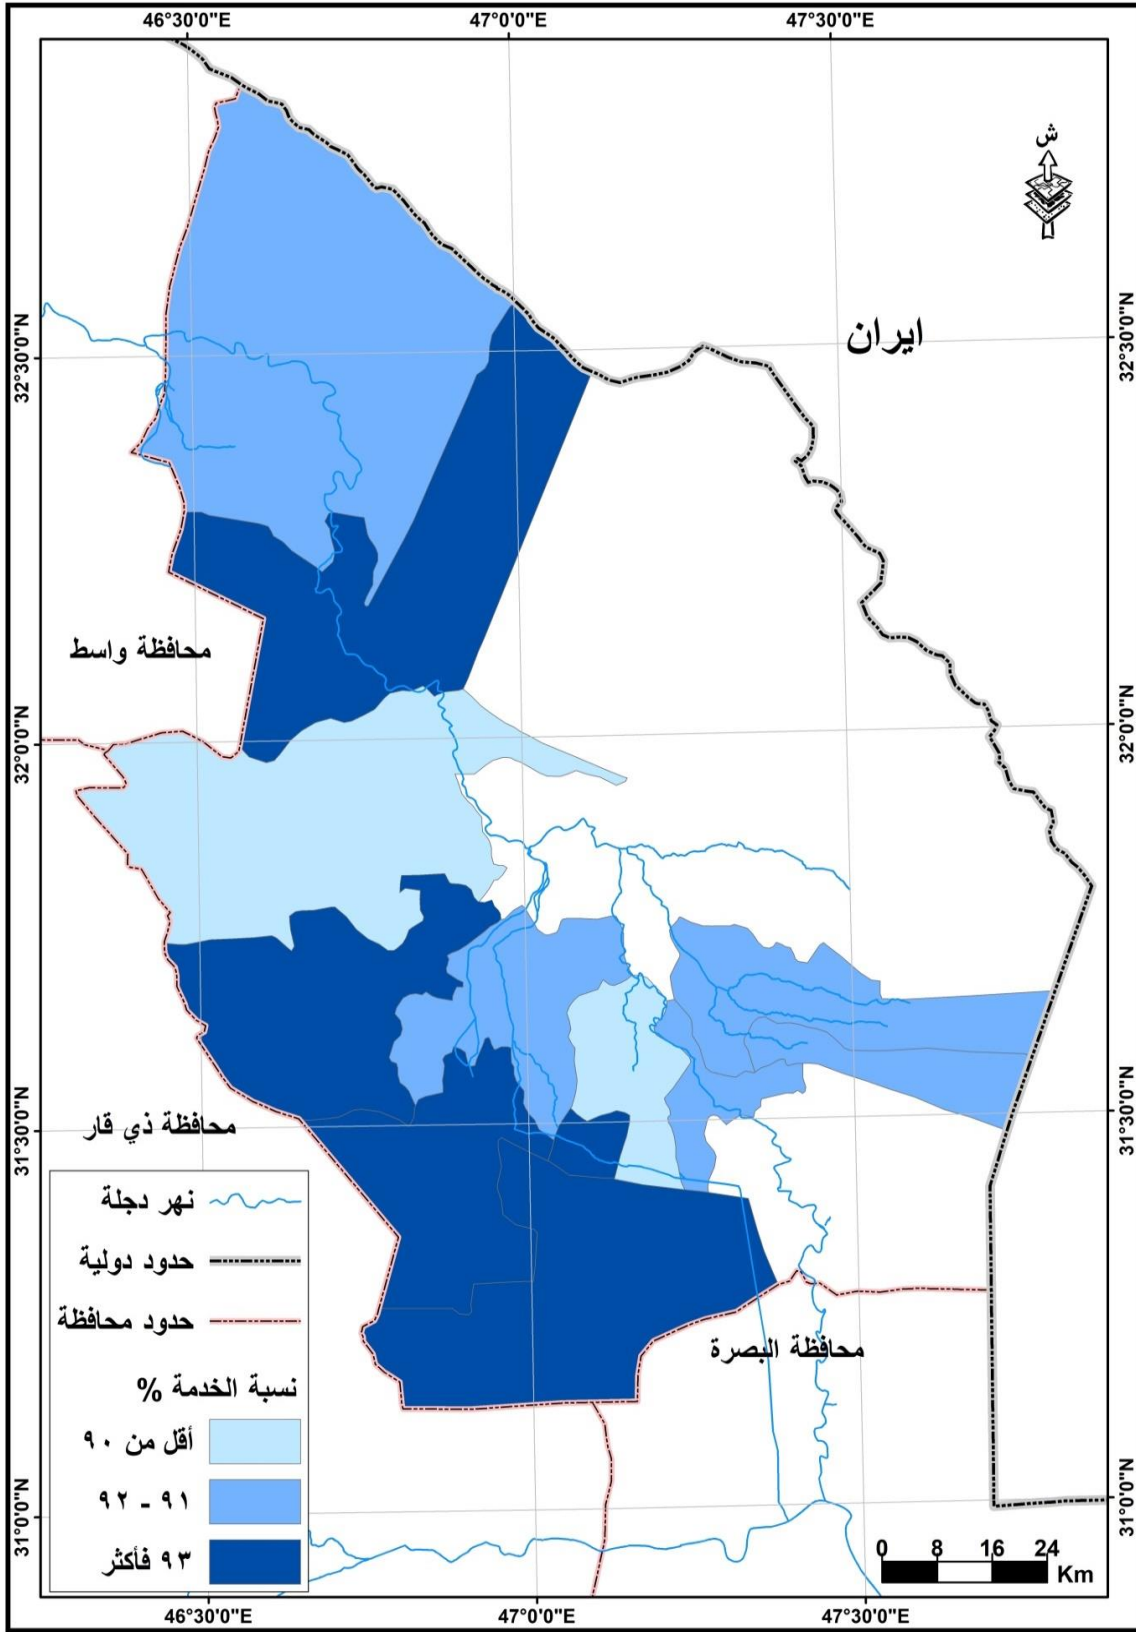 46°30'0"E 47°0'0"E 47°30'0"E
ش
32°30'0"N ايران 32°30'0"N
محافظة واسط
32°0'0"N 32°0'0"N
31°30'0"N محافظة ذي قار 31°30'0"N
نهر دجلة
حدود دولية
حدود محافظة
محافظة البصرة
نسبة الخدمة %
أقل من ٩٠
٩١ - ٩٢
٩٣ فأكثر
31°0'0"N 31°0'0"N
0 8 16 24
Km
46°30'0"E 47°0'0"E 47°30'0"E